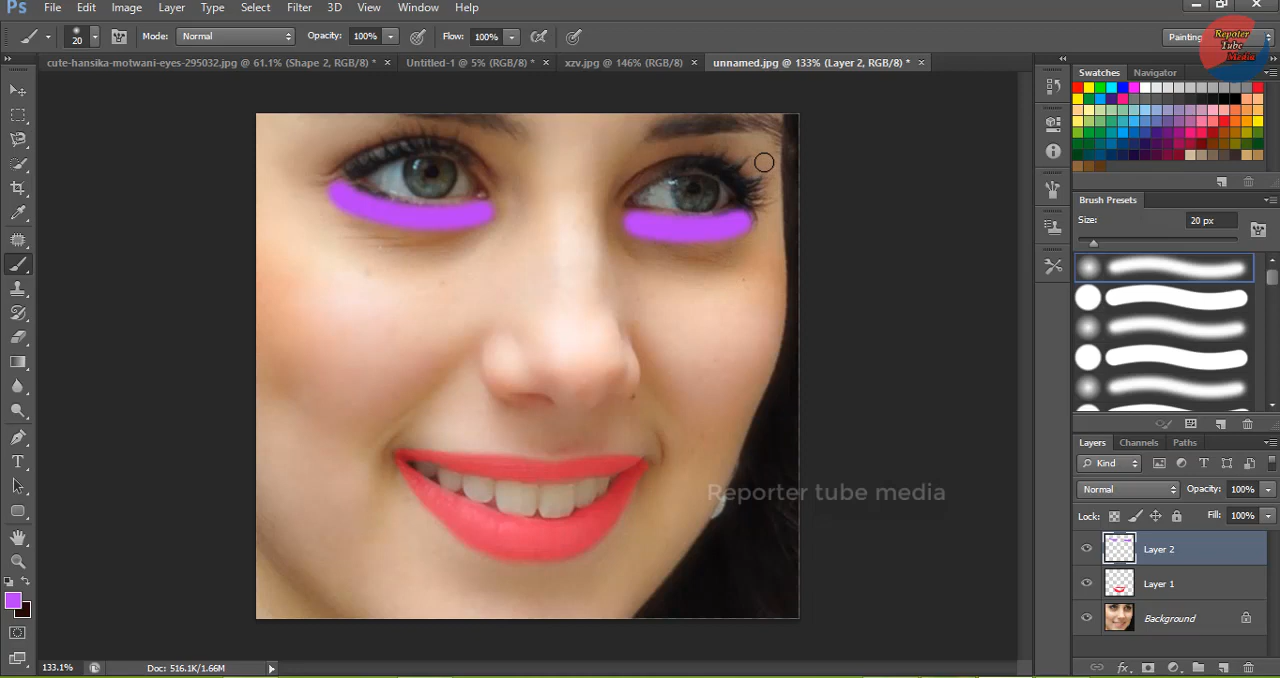 Ps File Edit Image Layer Type Select Filter 3D View Window Help
20 Mode: Normal Opacity: 100% Flow: 100% Painting
Repoter
Tube
Media
cute-hansika-motwani-eyes-295032.jpg @ 61.1% (Shape 2, RGB/8) * × Untitled-1 @ 5% (RGB/8) * × xzv.jpg @ 146% (RGB/8) × unnamed.jpg @ 133% (Layer 2, RGB/8) * ×
Swatches Navigator
Brush Presets
Size: 20 px
Layers Channels Paths
Kind
Normal Opacity: 100%
Lock: Fill: 100%
Layer 2
Layer 1
Background
Reporter tube media
133.1% Doc: 516.1K/1.66M